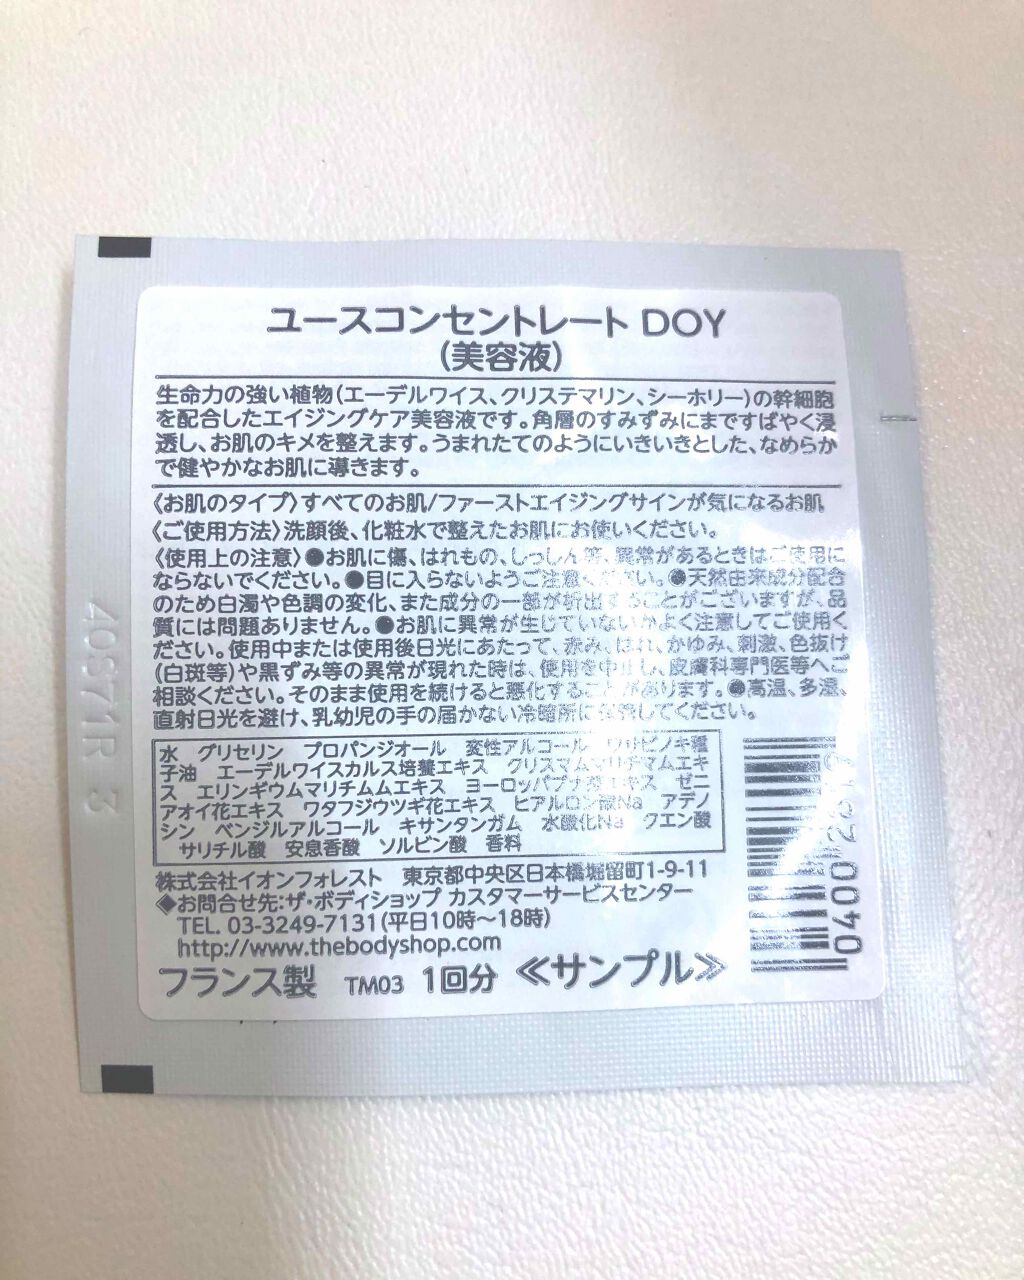 ユースコンセントレート DOY
(美容液)
生命力の強い植物(エーデルワイス、クリステマリン、シーホリー)の幹細胞
を配合したエイジングケア美容液です。角層のすみずみにまですばやく浸
透し、お肌のキメを整えます。うまれたてのようにいきいきとした、なめらか
で健やかなお肌に導きます。
〈お肌のタイプ〉すべてのお肌/ファーストエイジングサインが気になるお肌
〈ご使用方法〉洗顔後、化粧水で整えたお肌にお使いください。
〈使用上の注意〉●お肌に傷、はれもの、しっしん等、異常があるときはご使用に
ならないでください。●目に入らないようご注意ください。●天然由来成分配合
のため白濁や色調の変化、また成分の一部が析出することがございますが、品
質には問題ありません。●お肌に異常が生じていないかよく注意してご使用く
ださい。使用中または使用後日光にあたって、赤み、はれ、かゆみ、刺激、色抜け
(白斑等)や黒ずみ等の異常が現れた時は、使用を中止し、皮膚科専門医等へご
相談ください。そのまま使用を続けると悪化することがあります。●高温、多湿、
直射日光を避け、乳幼児の手の届かない冷暗所に保管してください。
水 グリセリン プロパンジオール 変性アルコール ワサビノキ種
子油 エーデルワイスカルス培養エキス クリスマムマリチマムエキ
ス エリンギウムマリチムムエキス ヨーロッパブナ芽エキス ゼニ
アオイ花エキス ワタフジウツギ花エキス ヒアルロン酸Na アデノ
シン ベンジルアルコール キサンタンガム 水酸化Na クエン酸
サリチル酸 安息香酸 ソルビン酸 香料
株式会社イオンフォレスト 東京都中央区日本橋堀留町1-9-11
◆お問合せ先:ザ・ボディショップ カスタマーサービスセンター
TEL. 03-3249-7131(平日10時～18時)
http://www.thebodyshop.com
フランス製 TM03 1回分 ≪サンプル≫
40S71R 3